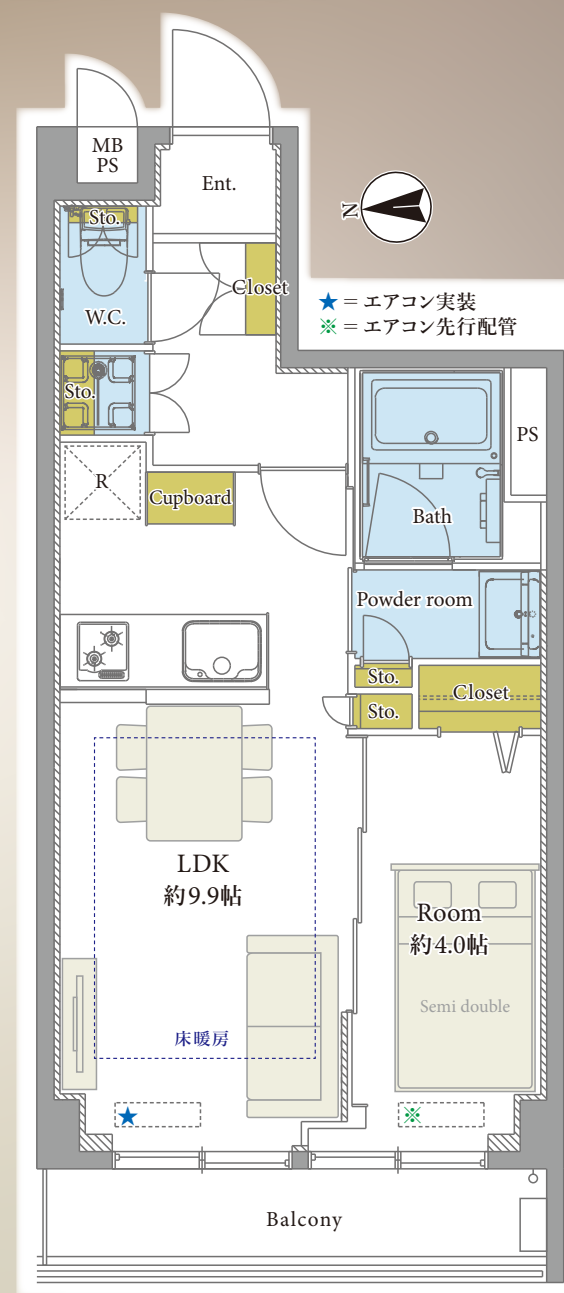 MB
PS
Ent.
N
Sto.
W.C.
Closet
★ = エアコン実装
※ = エアコン先行配管
Sto.
R
Cupboard
PS
Bath
Powder room
Sto.
Sto.
Closet
LDK
約9.9帖
Room
約4.0帖
Semi double
床暖房
★
※
Balcony